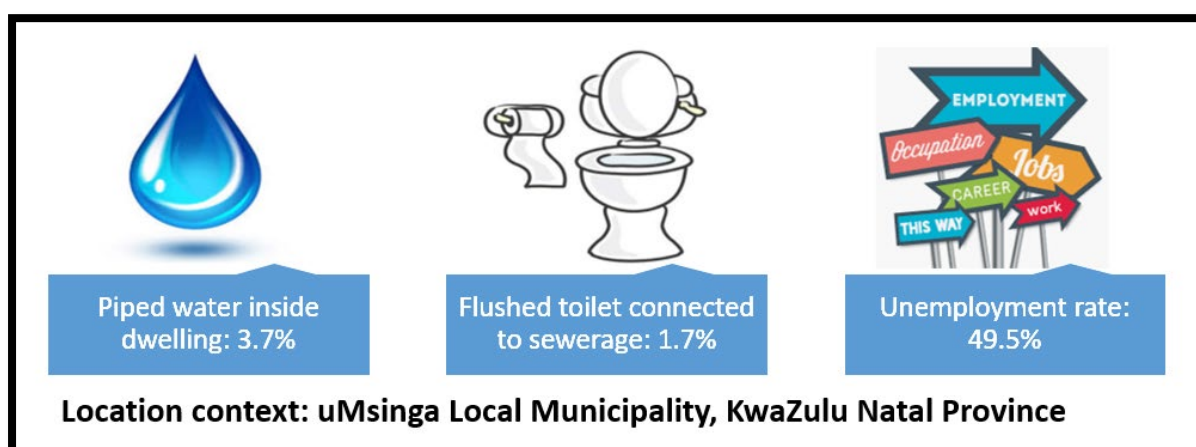 EMPLOYMENT
Occupation
Jobs
CAREER
THIS WAY
work
Piped water inside
dwelling: 3.7%
Flushed toilet connected
to sewerage: 1.7%
Unemployment rate:
49.5%
Location context: uMsinga Local Municipality, KwaZulu Natal Province